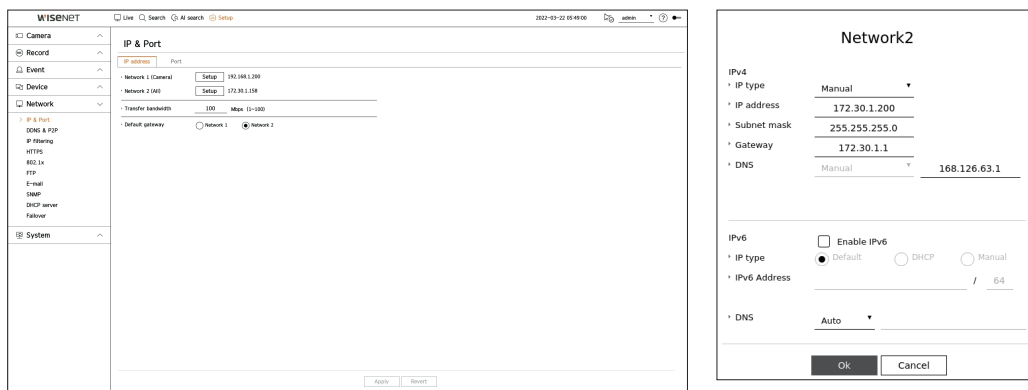 WISENET
Live Search AI search Setup
2022-03-22 05:49:00 admin ?
Camera
Record
Event
Device
Network
> IP & Port
DDNS & P2P
IP filtering
HTTPS
802.1x
FTP
E-mail
SNMP
DHCP server
Failover
System
IP & Port
IP address Port
Network 1 (Camera) Setup 192.168.1.200
Network 2 (All) Setup 172.30.1.158
Transfer bandwidth 100 Mbps (1~100)
Default gateway Network 1 Network 2
Apply Revert
Network2
IPv4
IP type Manual
IP address 172.30.1.200
Subnet mask 255.255.255.0
Gateway 172.30.1.1
DNS Manual 168.126.63.1
IPv6 Enable IPv6
IP type Default DHCP Manual
IPv6 Address / 64
DNS Auto
Ok Cancel